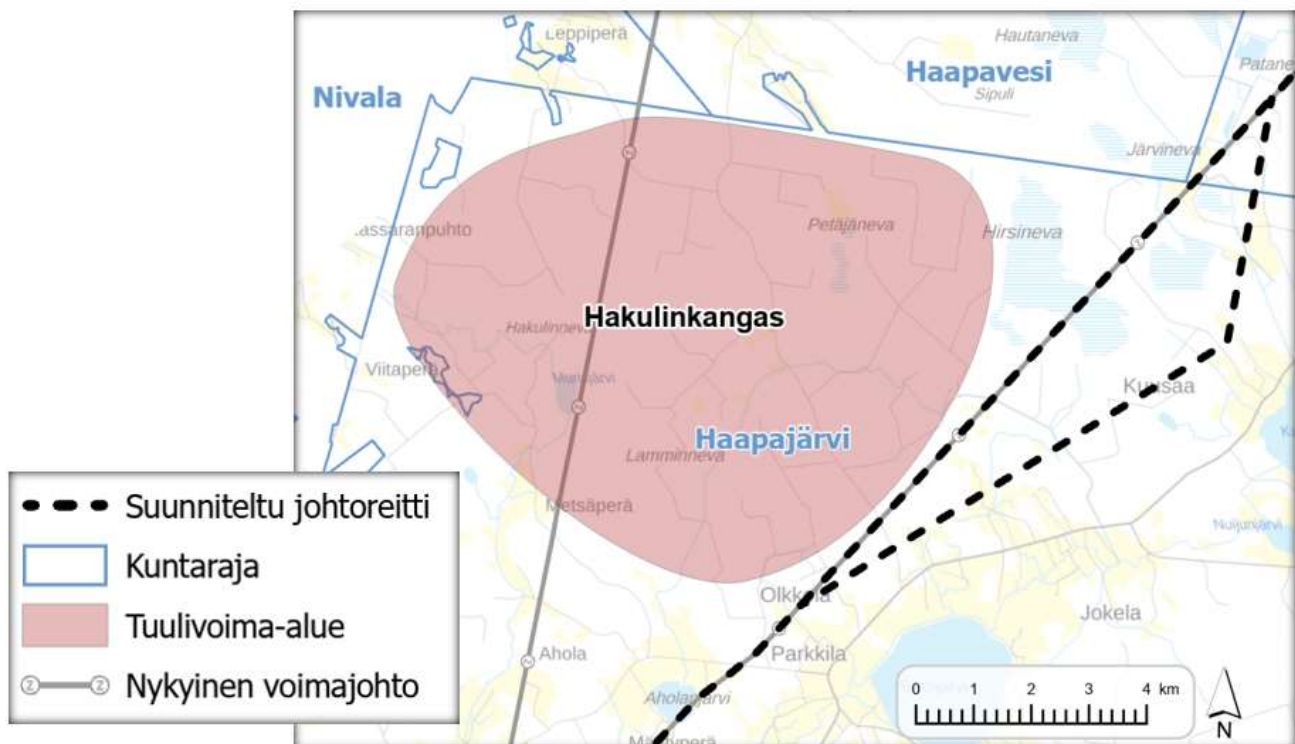 Leppiperä
Hautaneva
Haapavesi
Nivala
Sipuli
Järvineva
Petäjäneva
Hirsineva
Hakulinkangas
Hakulinneva
Viitaperä
Kuusaa
Haapajärvi
Lamminneva
Metsäperä
Suunniteltu johtoreitti
Kuntaraja
Tuulivoima-alue
Nykyinen voimajohto
Olkkola
Jokela
Parkkila
Ahola
Aholanjärvi
0 1 2 3 4 km
N